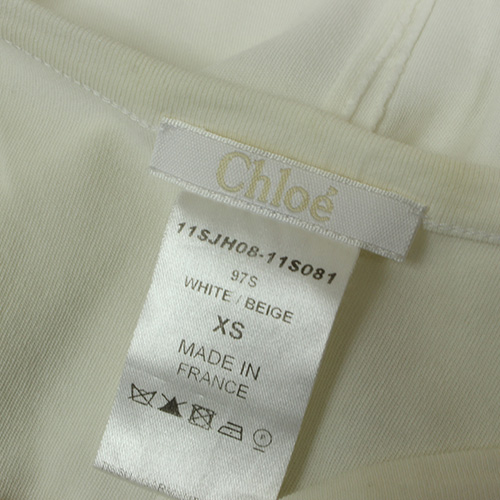 Chloé
11SJH08-11S081
97S
WHITE / BEIGE
XS
MADE IN
FRANCE
P